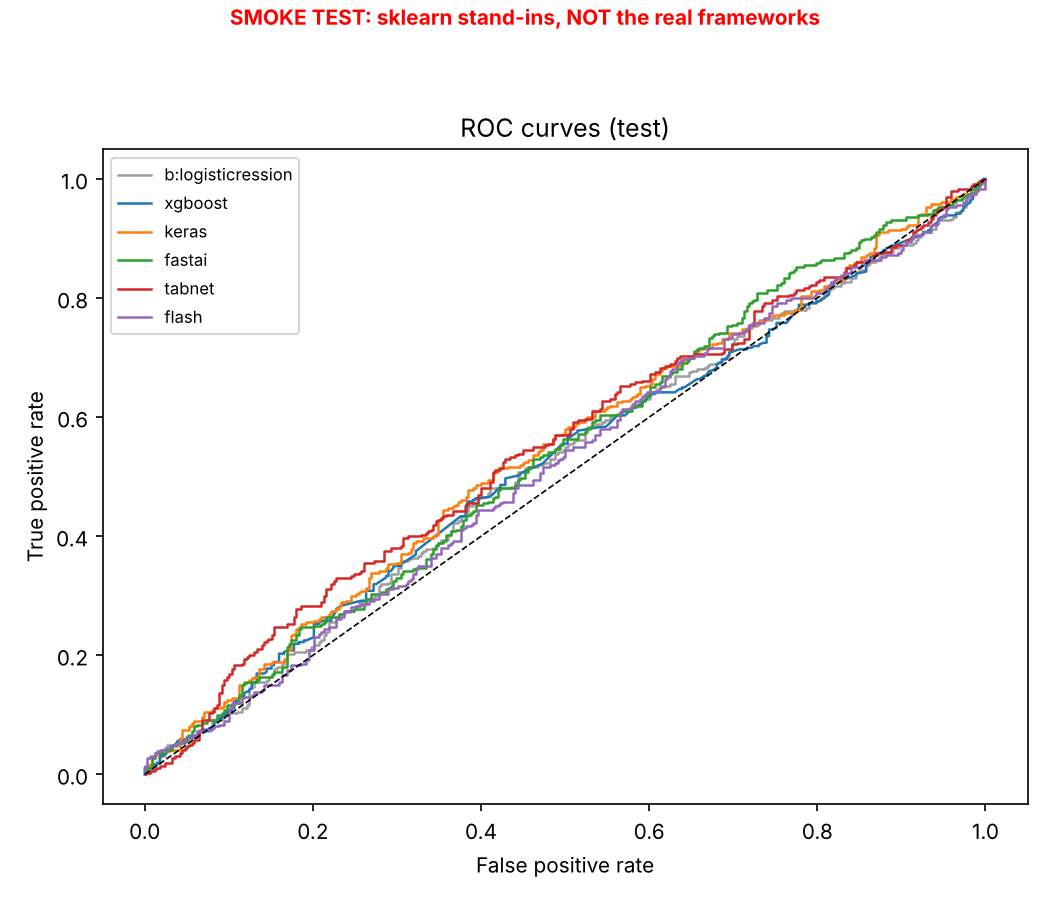 SMOKE TEST: sklearn stand-ins, NOT the real frameworks
ROC curves (test)
b:logisticression
xgboost
keras
fastai
tabnet
flash
True positive rate
1.0
0.8
0.6
0.4
0.2
0.0
0.0 0.2 0.4 0.6 0.8 1.0
False positive rate